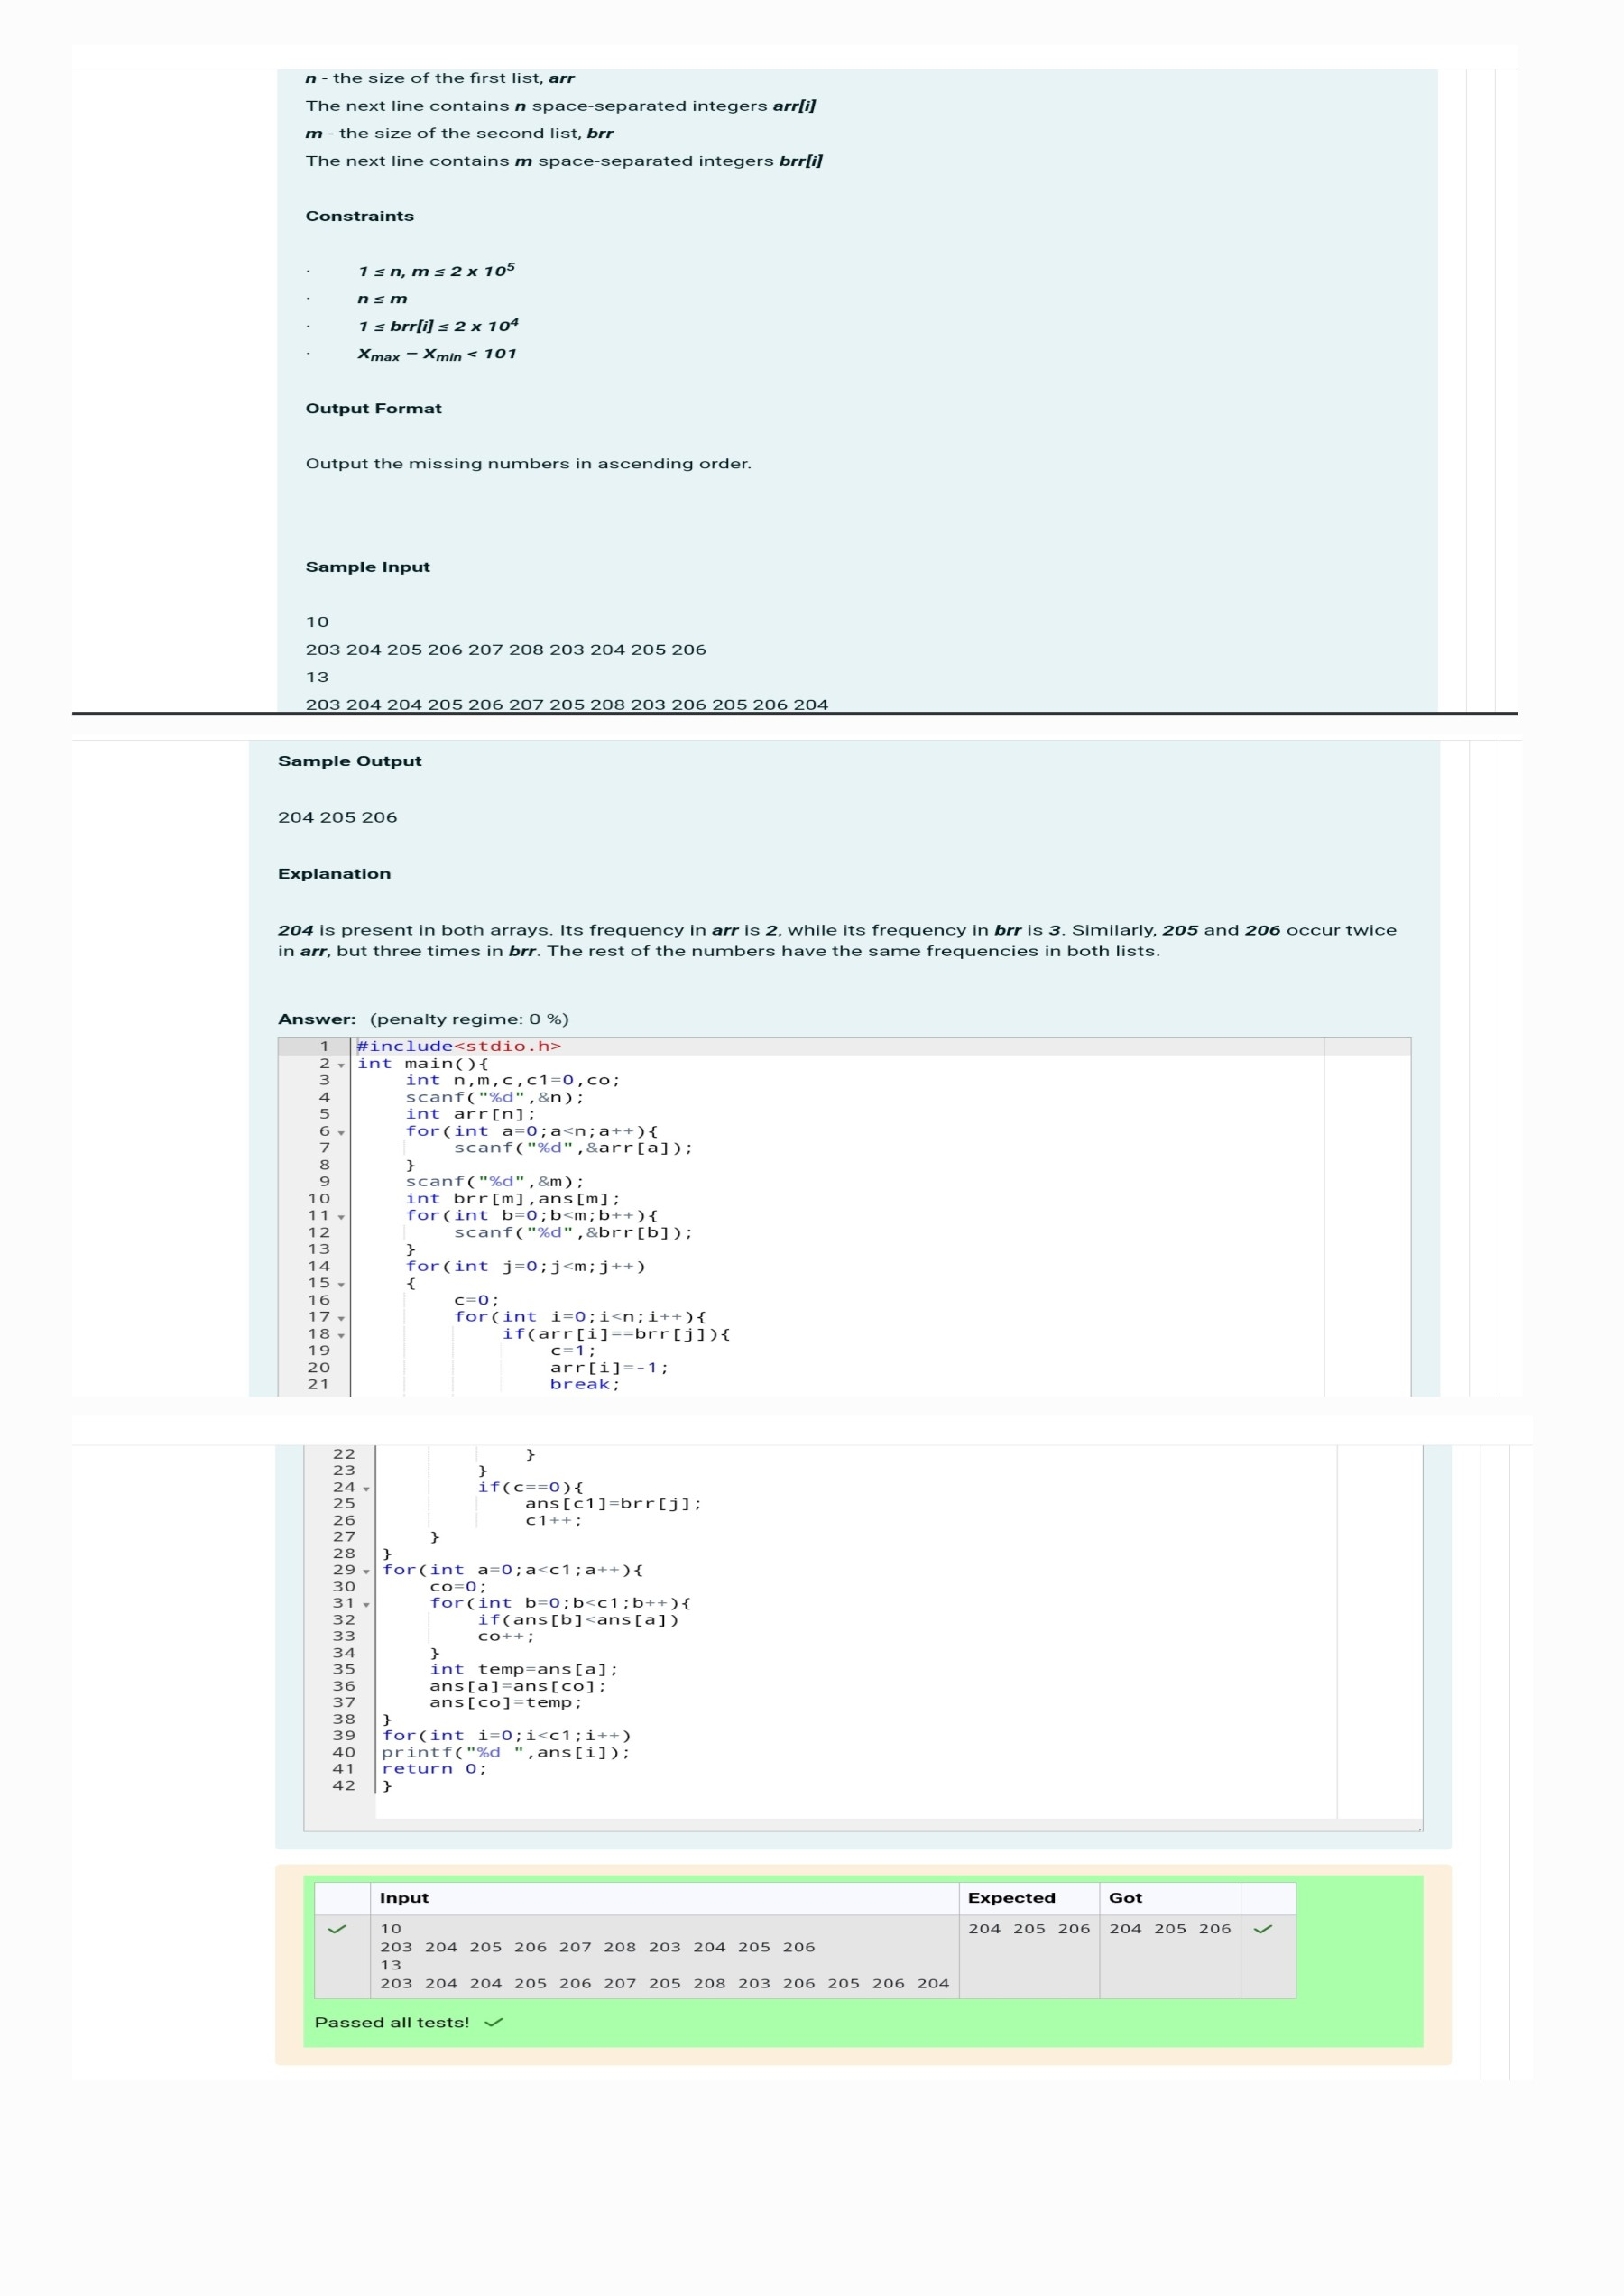 n - the size of the first list, arr
The next line contains n space-separated integers arr[i]
m - the size of the second list, brr
The next line contains m space-separated integers brr[i]
Constraints
· 1 ≤ n, m ≤ 2 x 10⁵
· n ≤ m
· 1 ≤ brr[i] ≤ 2 x 10⁴
· Xmax − Xmin < 101
Output Format
Output the missing numbers in ascending order.
Sample Input
10
203 204 205 206 207 208 203 204 205 206
13
203 204 204 205 206 207 205 208 203 206 205 206 204
Sample Output
204 205 206
Explanation
204 is present in both arrays. Its frequency in arr is 2, while its frequency in brr is 3. Similarly, 205 and 206 occur twice
in arr, but three times in brr. The rest of the numbers have the same frequencies in both lists.
Answer: (penalty regime: 0 %)
1 #include<stdio.h>
2 int main(){
3     int n,m,c,c1=0,co;
4     scanf("%d",&n);
5     int arr[n];
6     for(int a=0;a<n;a++){
7         scanf("%d",&arr[a]);
8     }
9     scanf("%d",&m);
10     int brr[m],ans[m];
11     for(int b=0;b<m;b++){
12         scanf("%d",&brr[b]);
13     }
14     for(int j=0;j<m;j++)
15     {
16         c=0;
17         for(int i=0;i<n;i++){
18             if(arr[i]==brr[j]){
19                 c=1;
20                 arr[i]=-1;
21                 break;
22             }
23         }
24         if(c==0){
25             ans[c1]=brr[j];
26             c1++;
27     }
28 }
29 for(int a=0;a<c1;a++){
30     co=0;
31     for(int b=0;b<c1;b++){
32         if(ans[b]<ans[a])
33         co++;
34     }
35     int temp=ans[a];
36     ans[a]=ans[co];
37     ans[co]=temp;
38 }
39 for(int i=0;i<c1;i++)
40 printf("%d ",ans[i]);
41 return 0;
42 }
Input Expected Got
10 204 205 206 204 205 206
203 204 205 206 207 208 203 204 205 206
13
203 204 204 205 206 207 205 208 203 206 205 206 204
Passed all tests!